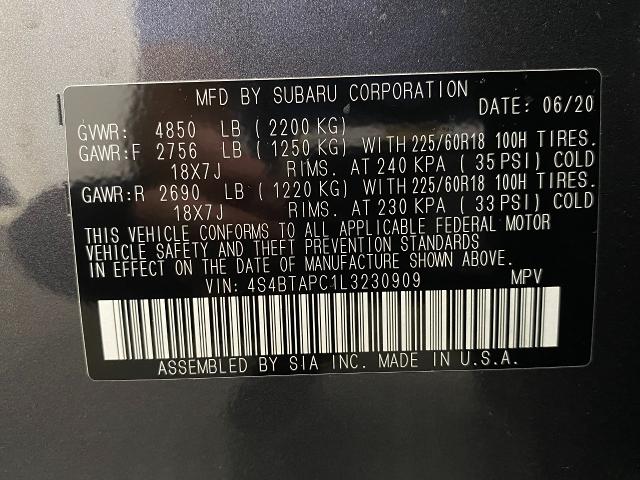 MFD BY SUBARU CORPORATION
DATE: 06/20
GVWR: 4850 LB (2200 KG)
GAWR:F 2756 LB (1250 KG) WITH 225/60R18 100H TIRES.
18X7J RIMS. AT 240 KPA (35 PSI) COLD
GAWR:R 2690 LB (1220 KG) WITH 225/60R18 100H TIRES.
18X7J RIMS. AT 230 KPA (33 PSI) COLD
THIS VEHICLE CONFORMS TO ALL APPLICABLE FEDERAL MOTOR
VEHICLE SAFETY AND THEFT PREVENTION STANDARDS
IN EFFECT ON THE DATE OF MANUFACTURE SHOWN ABOVE.
VIN: 4S4BTAPC1L3230909 MPV
ASSEMBLED BY SIA INC. MADE IN U.S.A.